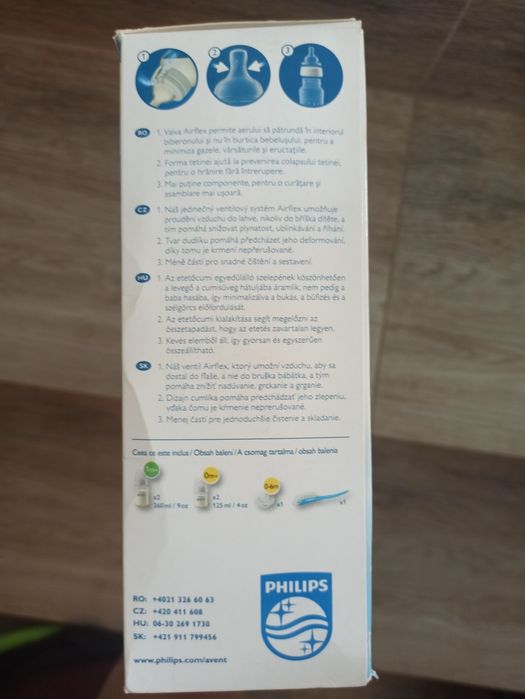 1 2 3
RO 1. Valva Airflex permite aerului să pătrundă în interiorul
biberonului și nu în burtica bebelușului, pentru a
minimiza gazele, vărsăturile și eructațiile.
2. Forma tetinei ajută la prevenirea colapsului tetinei,
pentru o hrănire fără întrerupere.
3. Mai puține componente, pentru o curățare și
asamblare mai ușoară.
CZ 1. Náš jedinečný ventilový systém Airflex umožňuje
proudění vzduchu do lahve, nikoliv do bříška dítěte, a
tím pomáhá snižovat plynatost, ublinkávání a říhání.
2. Tvar dudlíku pomáhá předcházet jeho deformování,
díky tomu je krmení nepřerušované.
3. Méně částí pro snadné čištění a sestavení.
HU 1. Az etetőcumi egyedülálló szelepének köszönhetően
a levegő a cumisüveg hátuljába áramlik, nem pedig a
baba hasába, így minimalizálva a bukás, a büfizés és a
szélgörcs előfordulását.
2. Az etetőcumi kialakítása segít megelőzni az
összetapadást, hogy az etetés zavartalan legyen.
3. Kevés elemből áll, így gyorsan és egyszerűen
összeállítható.
SK 1. Náš ventil Airflex, ktorý umožní vzduchu, aby sa
dostal do fľaše, a nie do bruška bábätka, a tým
pomáha znížiť nadúvanie, grckanie a grganie.
2. Dizajn cumlíka pomáha predchádzať jeho zlepeniu,
vďaka čomu je kŕmenie neprerušované.
3. Menej častí pre jednoduchšie čistenie a skladanie.
Ceea ce este inclus / Obsah balení / A csomag tartalma / obsah balenia
1m+ 0m+ 0-6m
x2 x2 x1 x1
260 ml / 9 oz 125 ml / 4 oz
PHILIPS
RO: +4021 326 60 63
CZ: +420 411 608
HU: 06-30 269 1730
SK: +421 911 799456
www.philips.com/avent